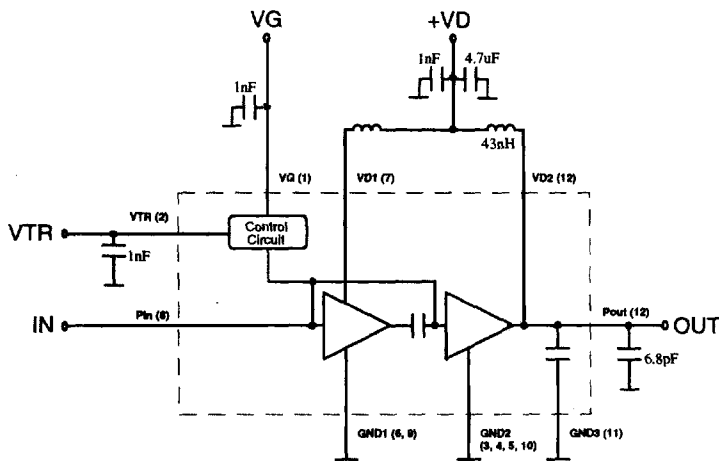 VG
+VD
1nF
4.7uF
1nF
43nH
VG (1)
VD1 (7)
VD2 (12)
VTR (2)
VTR
Control
Circuit
1nF
IN
Pin (8)
Pout (12)
OUT
6.8pF
GND1 (6, 9)
GND2
(3, 4, 5, 10)
GND3 (11)